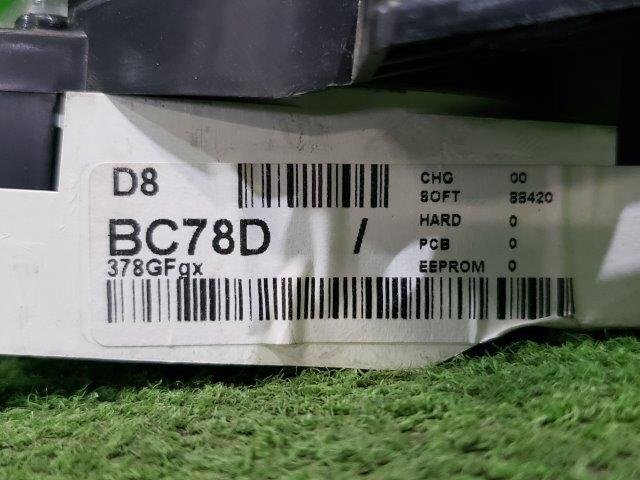 D8
CHG 00
SOFT 88420
BC78D /
HARD 0
PCB 0
378GFgx
EEPROM 0